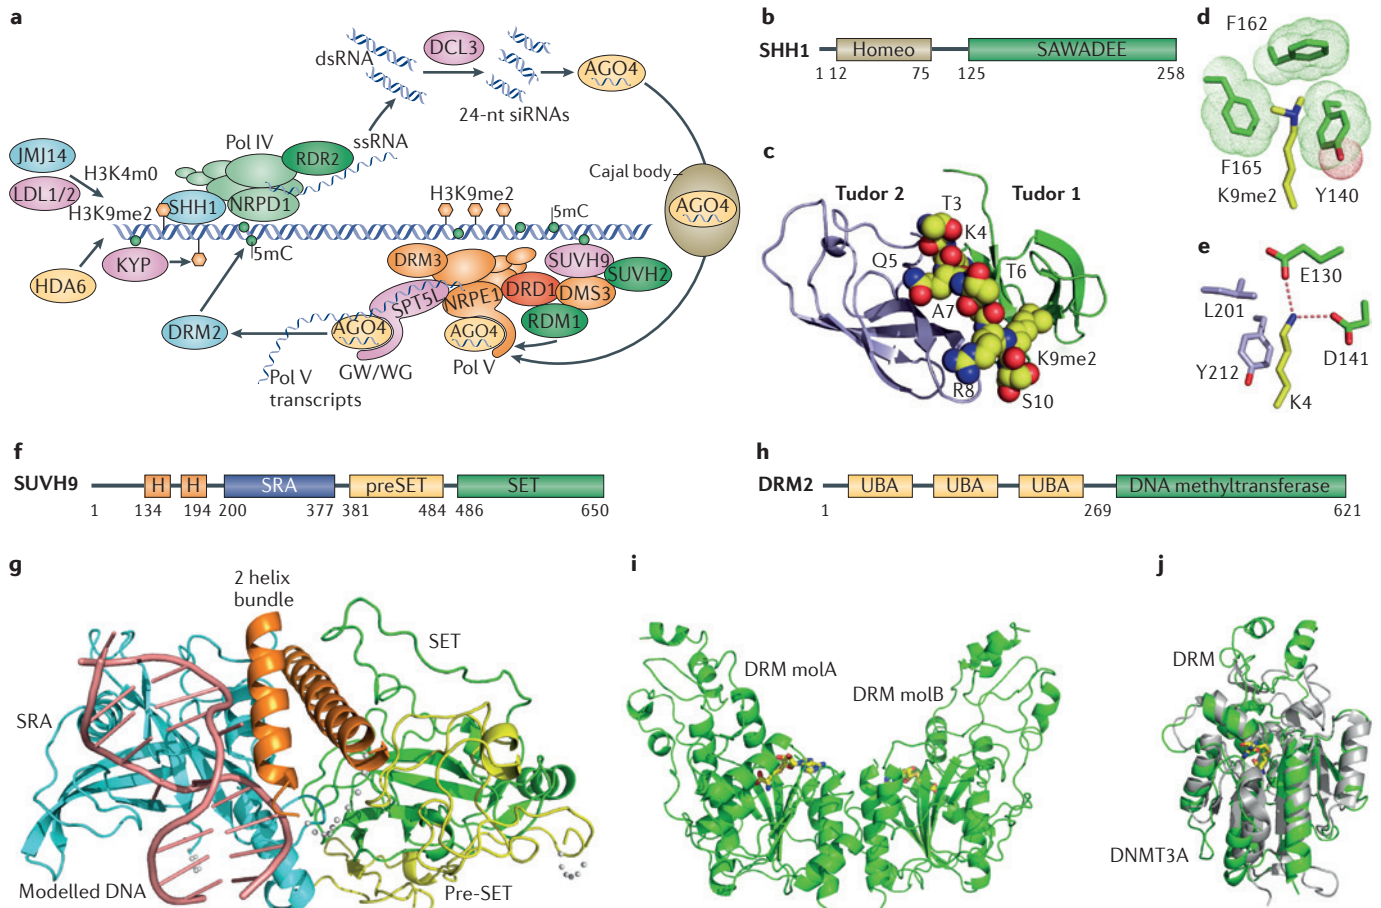 a
dsRNA
DCL3
24-nt siRNAs
AGO4
ssRNA
Pol IV
RDR2
JMJ14
H3K4m0
LDL1/2
H3K9me2
SHH1
NRPD1
Cajal body
AGO4
H3K9me2
5mC
5mC
KYP
HDA6
DRM3
SUVH9
SUVH2
SPT5L
NRPE1
DRD1
DMS3
RDM1
DRM2
AGO4
AGO4
GW/WG
Pol V
Pol V
transcripts
b
SHH1
Homeo
SAWADEE
1 12 75 125 258
c
Tudor 2
Tudor 1
T3
K4
Q5
T6
A7
K9me2
R8
S10
d
F162
F165
K9me2
Y140
e
E130
L201
D141
Y212
K4
f
SUVH9
H H SRA preSET SET
1 134 194 200 377 381 484 486 650
h
DRM2
UBA UBA UBA DNA methyltransferase
1 269 621
g
2 helix
bundle
SET
SRA
Modelled DNA
Pre-SET
i
DRM molA
DRM molB
j
DRM
DNMT3A